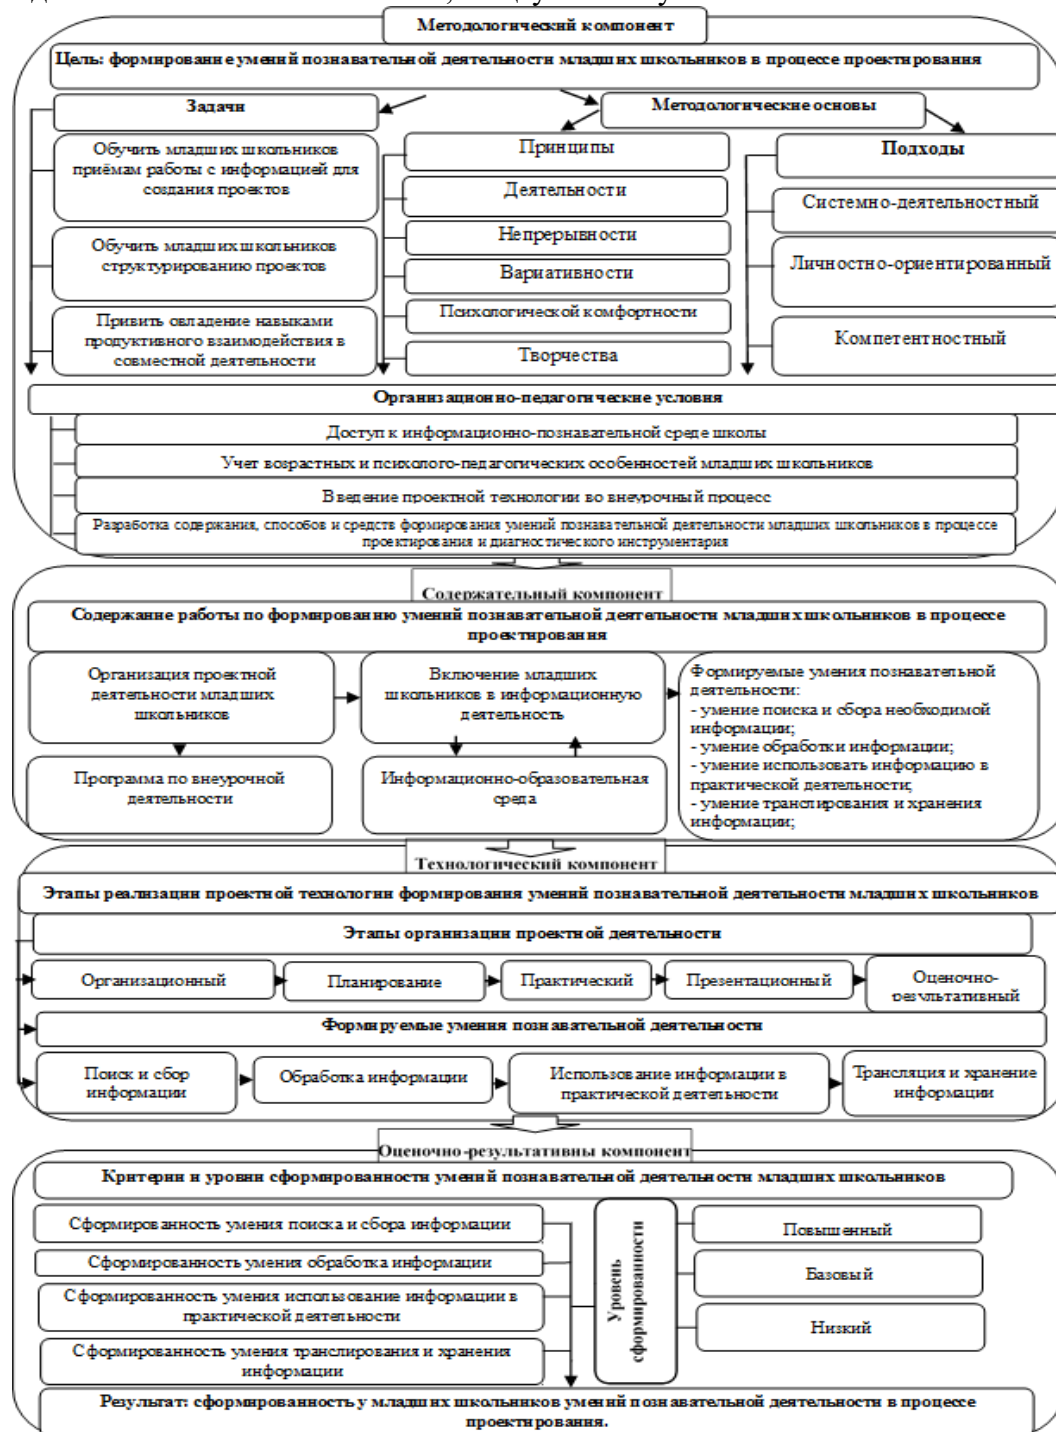 Методологический компонент
Цель: формирование умений познавательной деятельности младших школьников в процессе проектирования
Задачи
Методологические основы
Обучить младших школьников
приёмам работы с информацией для
создания проектов
Обучить младших школьников
структурированию проектов
Привить овладение навыками
продуктивного взаимодействия в
совместной деятельности
Принципы
Деятельности
Непрерывности
Вариативности
Психологической комфортности
Творчества
Подходы
Системно-деятельностный
Личностно-ориентированный
Компетентностный
Организационно-педагогические условия
Доступ к информационно-познавательной среде школы
Учет возрастных и психолого-педагогических особенностей младших школьников
Введение проектной технологии во внеурочный процесс
Разработка содержания, способов и средств формирования умений познавательной деятельности младших школьников в процессе
проектирования и диагностического инструментария
Содержательный компонент
Содержание работы по формированию умений познавательной деятельности младших школьников в процессе
проектирования
Организация проектной
деятельности младших
школьников
Включение младших
школьников в информационную
деятельность
Формируемые умения познавательной
деятельности:
- умение поиска и сбора необходимой
информации;
- умение обработки информации;
- умение использовать информацию в
практической деятельности;
- умение транслирования и хранения
информации;
Программа по внеурочной
деятельности
Информационно-образовательная
среда
Технологический компонент
Этапы реализации проектной технологии формирования умений познавательной деятельности младших школьников
Этапы организации проектной деятельности
Организационный
Планирование
Практический
Презентационный
Оценочно-
результативный
Формируемые умения познавательной деятельности
Поиск и сбор
информации
Обработка информации
Использование информации в
практической деятельности
Трансляция и хранение
информации
Оценочно-результативны компонент
Критерии и уровни сформированности умений познавательной деятельности младших школьников
Сформированность умения поиска и сбора информации
Сформированность умения обработка информации
Сформированность умения использование информации в
практической деятельности
Сформированность умения транслирования и хранения
информации
Уровень
сформированности
Повышенный
Базовый
Низкий
Результат: сформированность у младших школьников умений познавательной деятельности в процессе
проектирования.